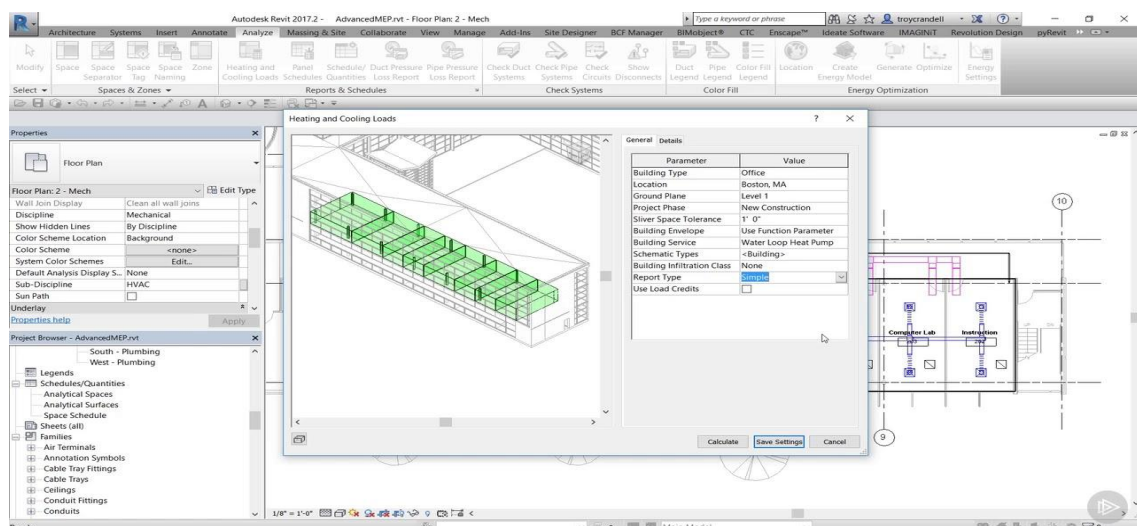 Autodesk Revit 2017.2 - AdvancedMEP.rvt - Floor Plan: 2 - Mech
Type a keyword or phrase
troycrandell
Architecture Systems Insert Annotate Analyze Massing & Site Collaborate View Manage Add-Ins Site Designer BCF Manager BIMobject® CTC Enscape™ Ideate Software IMAGINiT Revolution Design pyRevit
Modify Space Space Separator Space Tag Space Naming Zone Heating and Cooling Loads Panel Schedules Schedule/ Quantities Duct Pressure Loss Report Pipe Pressure Loss Report Check Duct Systems Check Pipe Systems Check Circuits Show Disconnects Duct Legend Pipe Legend Color Fill Legend Location Create Energy Model Generate Optimize Energy Settings
Select Spaces & Zones Reports & Schedules Check Systems Color Fill Energy Optimization
Properties
Floor Plan
Floor Plan: 2 - Mech Edit Type
Wall Join Display Clean all wall joins
Discipline Mechanical
Show Hidden Lines By Discipline
Color Scheme Location Background
Color Scheme <none>
System Color Schemes Edit...
Default Analysis Display S... None
Sub-Discipline HVAC
Sun Path
Underlay
Properties help Apply
Project Browser - AdvancedMEP.rvt
South - Plumbing
West - Plumbing
Legends
Schedules/Quantities
Analytical Spaces
Analytical Surfaces
Space Schedule
Sheets (all)
Families
Air Terminals
Annotation Symbols
Cable Tray Fittings
Cable Trays
Ceilings
Conduit Fittings
Conduits
Heating and Cooling Loads ?
General Details
Parameter Value
Building Type Office
Location Boston, MA
Ground Plane Level 1
Project Phase New Construction
Sliver Space Tolerance 1' 0"
Building Envelope Use Function Parameter
Building Service Water Loop Heat Pump
Schematic Types <Building>
Building Infiltration Class None
Report Type Simple
Use Load Credits
Calculate Save Settings Cancel
10
Computer Lab Instruction
9
1/8" = 1'-0"